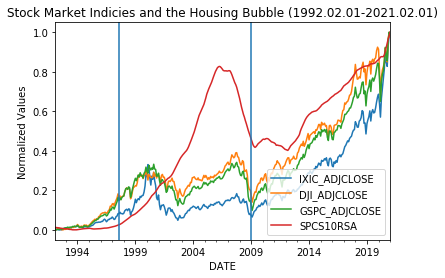 Stock Market Indicies and the Housing Bubble (1992.02.01-2021.02.01)
1.0
0.8
0.6
0.4
0.2
0.0
Normalized Values
1994
1999
2004
2009
2014
2019
DATE
IXIC_ADJCLOSE
DJI_ADJCLOSE
GSPC_ADJCLOSE
SPCS10RSA